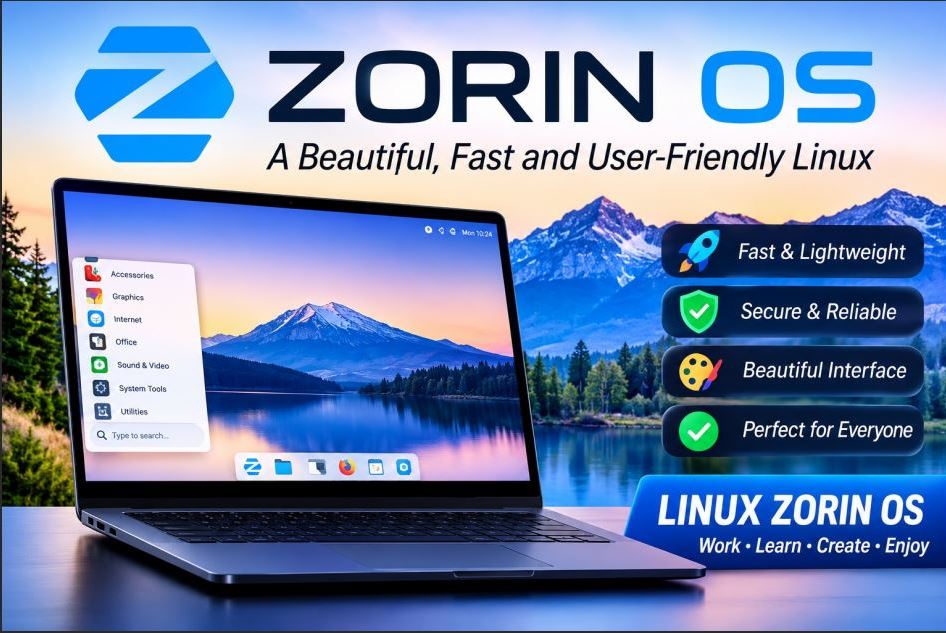 ZORIN OS
A Beautiful, Fast and User-Friendly Linux
Mon 10:24
Accessories
Graphics
Internet
Office
Sound & Video
System Tools
Utilities
Type to search...
Fast & Lightweight
Secure & Reliable
Beautiful Interface
Perfect for Everyone
LINUX ZORIN OS
Work • Learn • Create • Enjoy